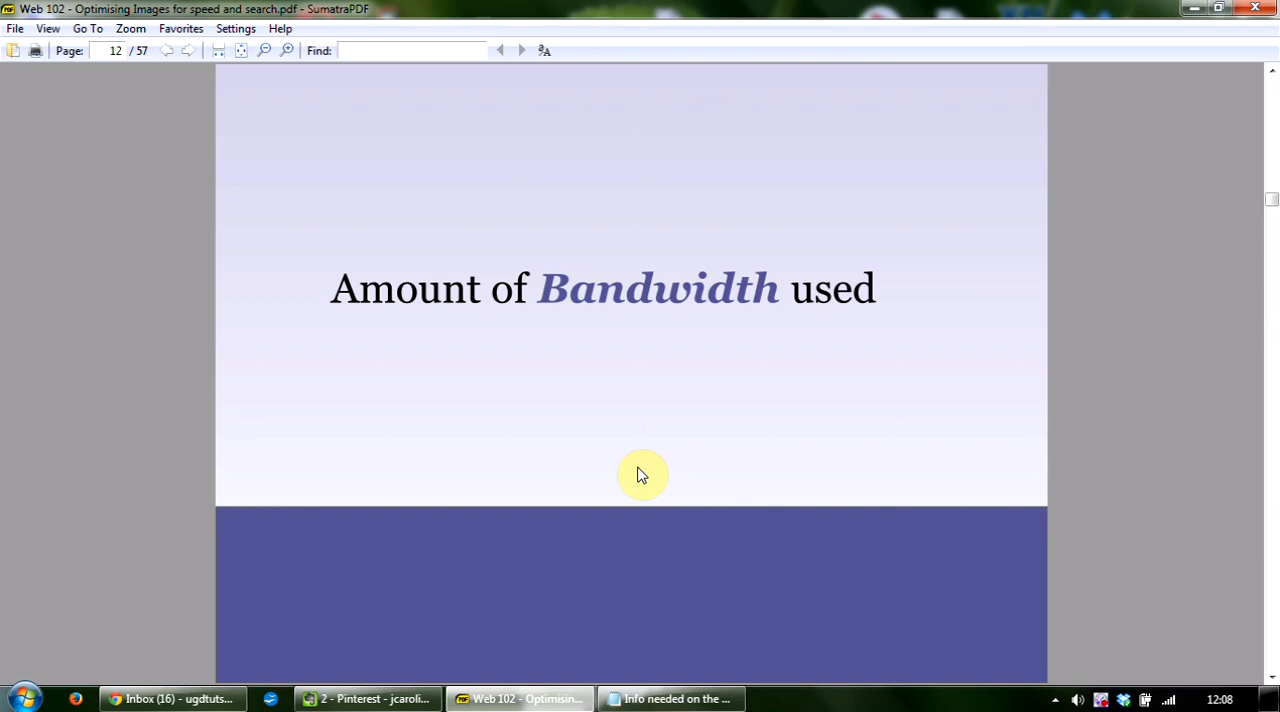 Web 102 - Optimising Images for speed and search.pdf - SumatraPDF
File View Go To Zoom Favorites Settings Help
Page: 12 / 57 Find:
Amount of Bandwidth used
Inbox (16) - ugdtuts... 2 - Pinterest - jcaroli... Web 102 - Optimisin... Info needed on the ... 12:08